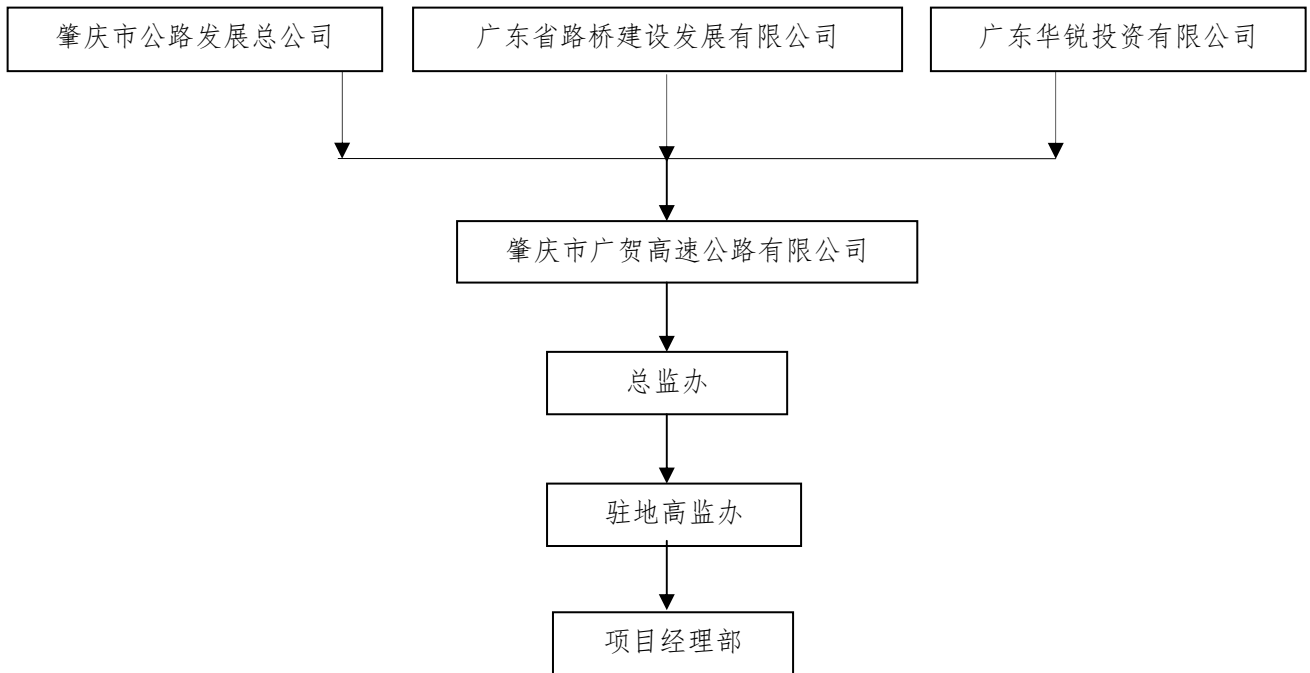 肇庆市公路发展总公司
广东省路桥建设发展有限公司
广东华锐投资有限公司
肇庆市广贺高速公路有限公司
总监办
驻地高监办
项目经理部